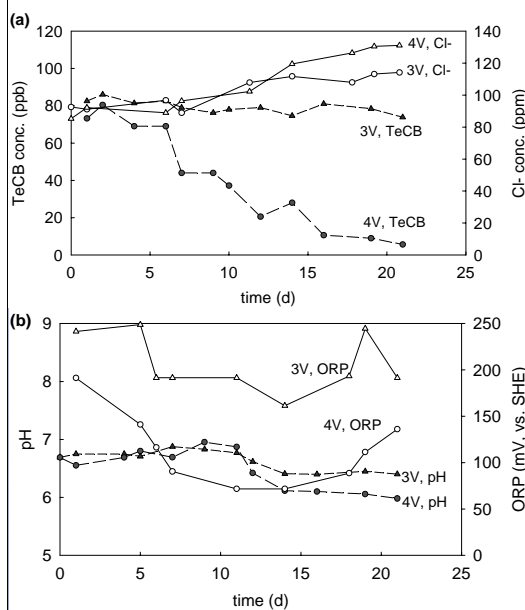 (a)
120
100
80
60
40
20
0
TeCB conc. (ppb)
4V, Cl-
3V, Cl-
3V, TeCB
4V, TeCB
140
120
100
80
60
40
20
0
Cl- conc. (ppm)
0 5 10 15 20 25
time (d)
(b)
9
8
7
6
5
pH
3V, ORP
4V, ORP
3V, pH
4V, pH
250
200
150
100
50
0
ORP (mV, vs. SHE)
0 5 10 15 20 25
time (d)